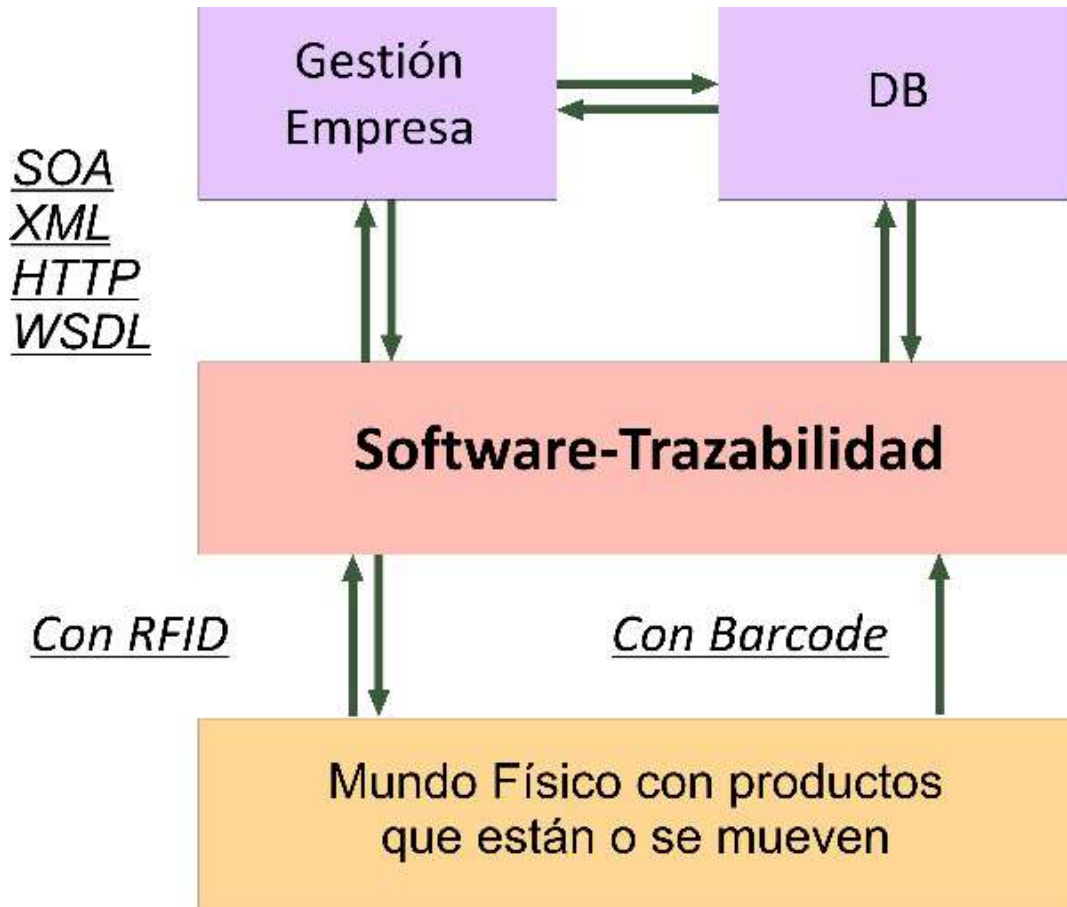 Gestión
Empresa
DB
SOA
XML
HTTP
WSDL
Software-Trazabilidad
Con RFID
Con Barcode
Mundo Físico con productos
que están o se mueven